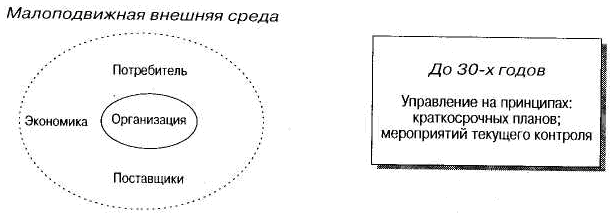 Малоподвижная внешняя среда
Потребитель
Экономика
Организация
Поставщики
До 30-х годов
Управление на принципах:
краткосрочных планов;
мероприятий текущего контроля